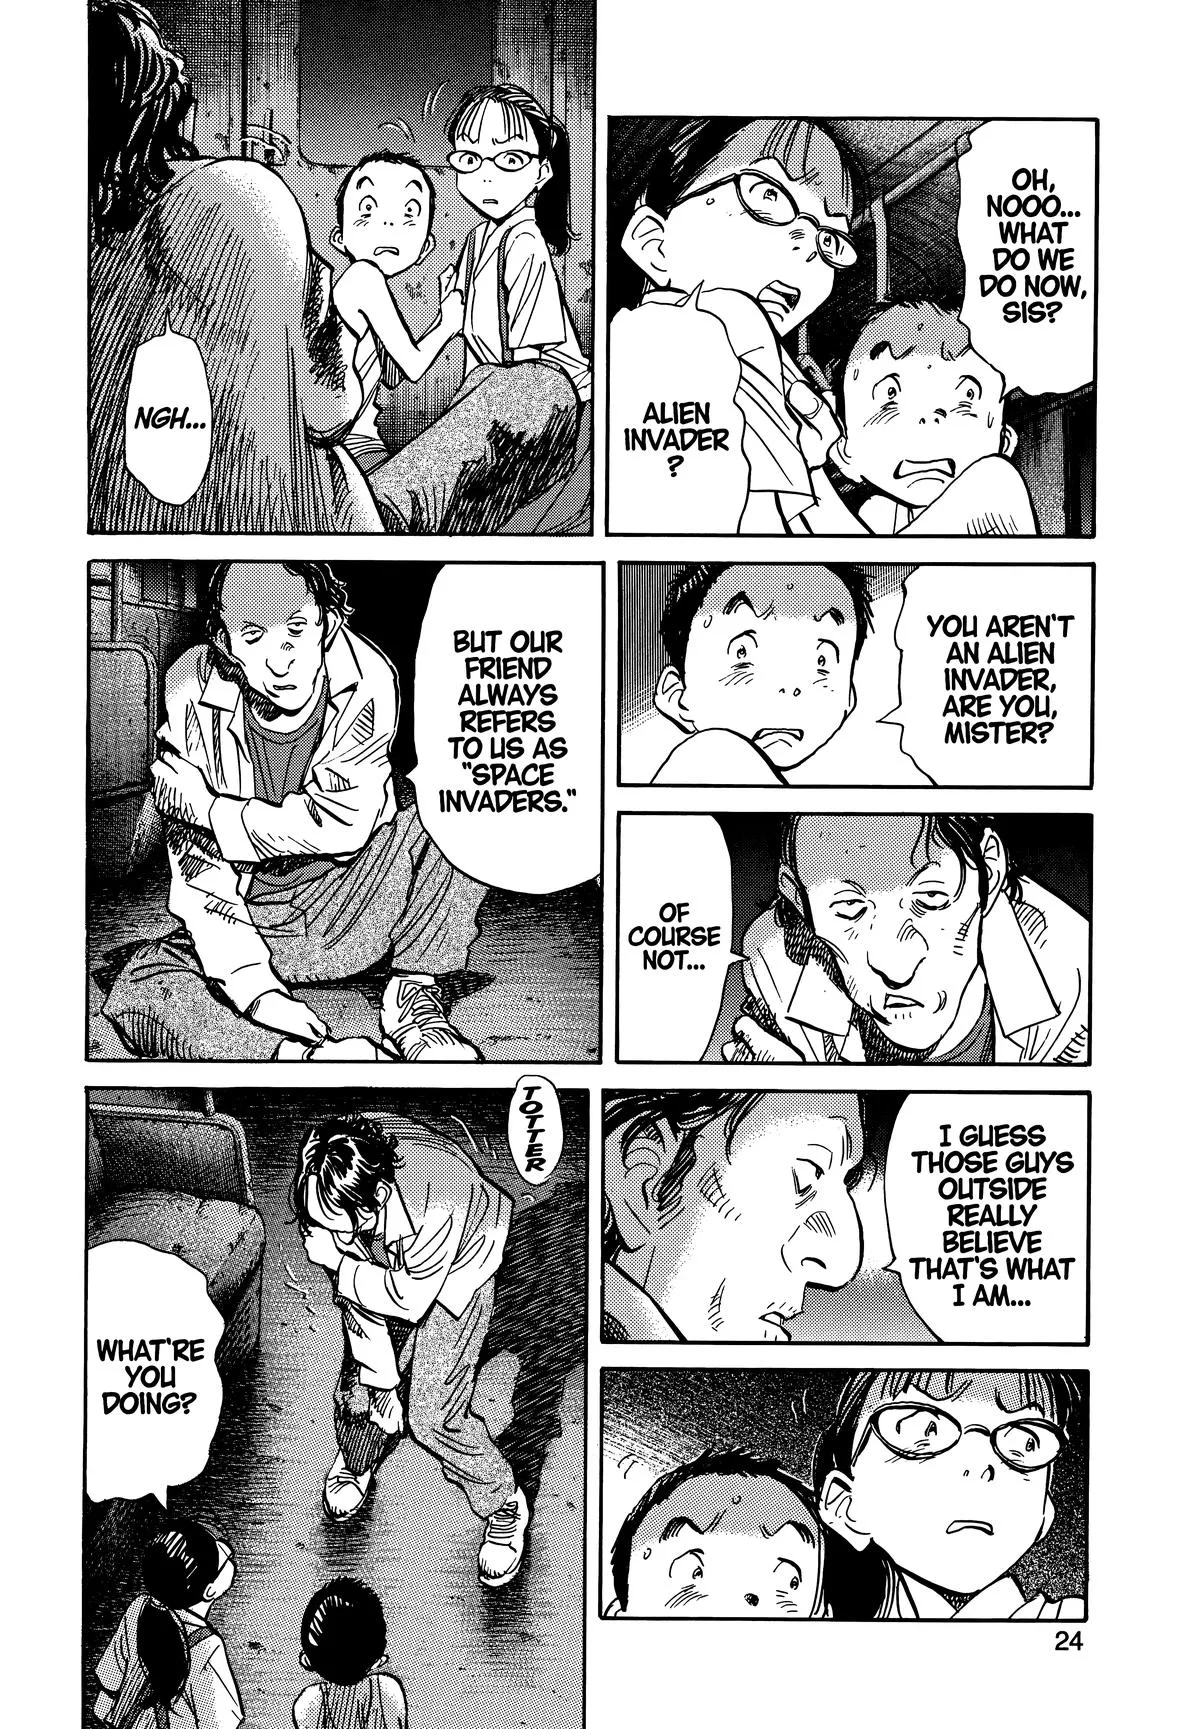 OH,
NOOO...
WHAT
DO WE
DO NOW,
SIS?
ALIEN
INVADER
?
NGH...
YOU AREN'T
AN ALIEN
INVADER,
ARE YOU,
MISTER?
OF
COURSE
NOT...
BUT OUR
FRIEND
ALWAYS
REFERS
TO US AS
"SPACE
INVADERS."
I GUESS
THOSE GUYS
OUTSIDE
REALLY
BELIEVE
THAT'S WHAT
I AM...
TOTTER
WHAT'RE
YOU
DOING?
24